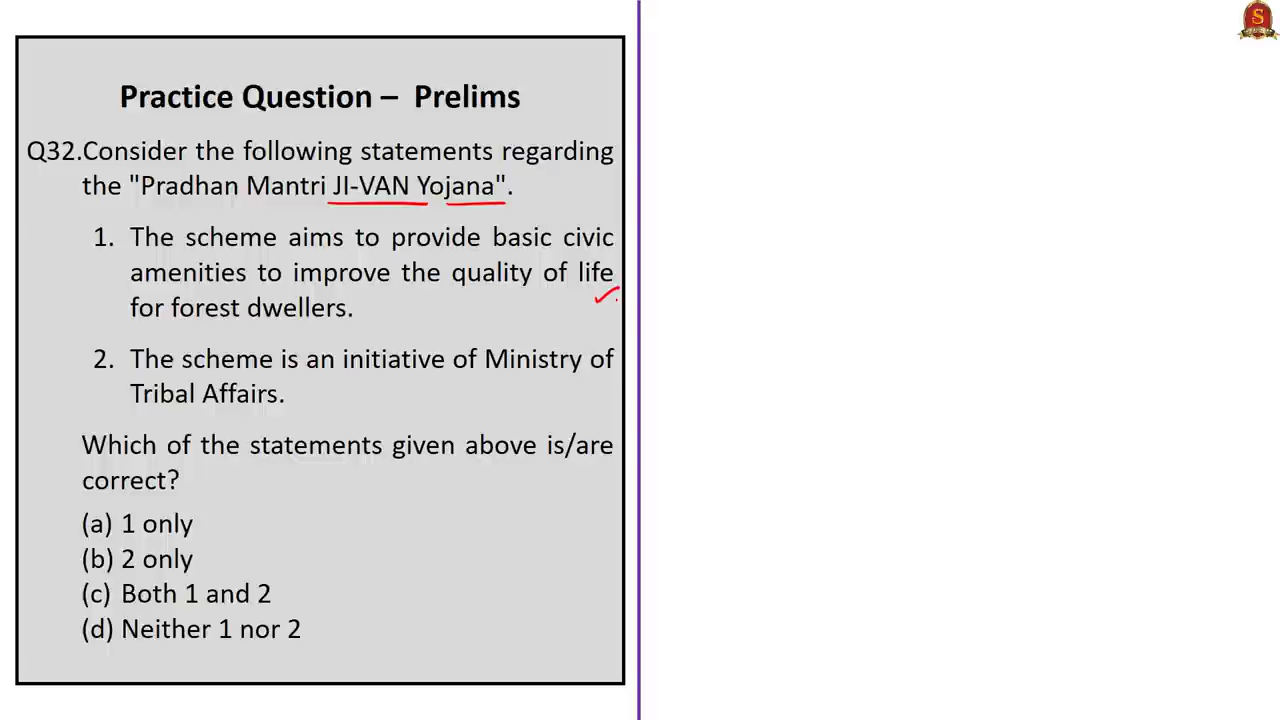 Practice Question – Prelims
Q32.Consider the following statements regarding
the "Pradhan Mantri JI-VAN Yojana".
1. The scheme aims to provide basic civic
amenities to improve the quality of life
for forest dwellers.
2. The scheme is an initiative of Ministry of
Tribal Affairs.
Which of the statements given above is/are
correct?
(a) 1 only
(b) 2 only
(c) Both 1 and 2
(d) Neither 1 nor 2
S